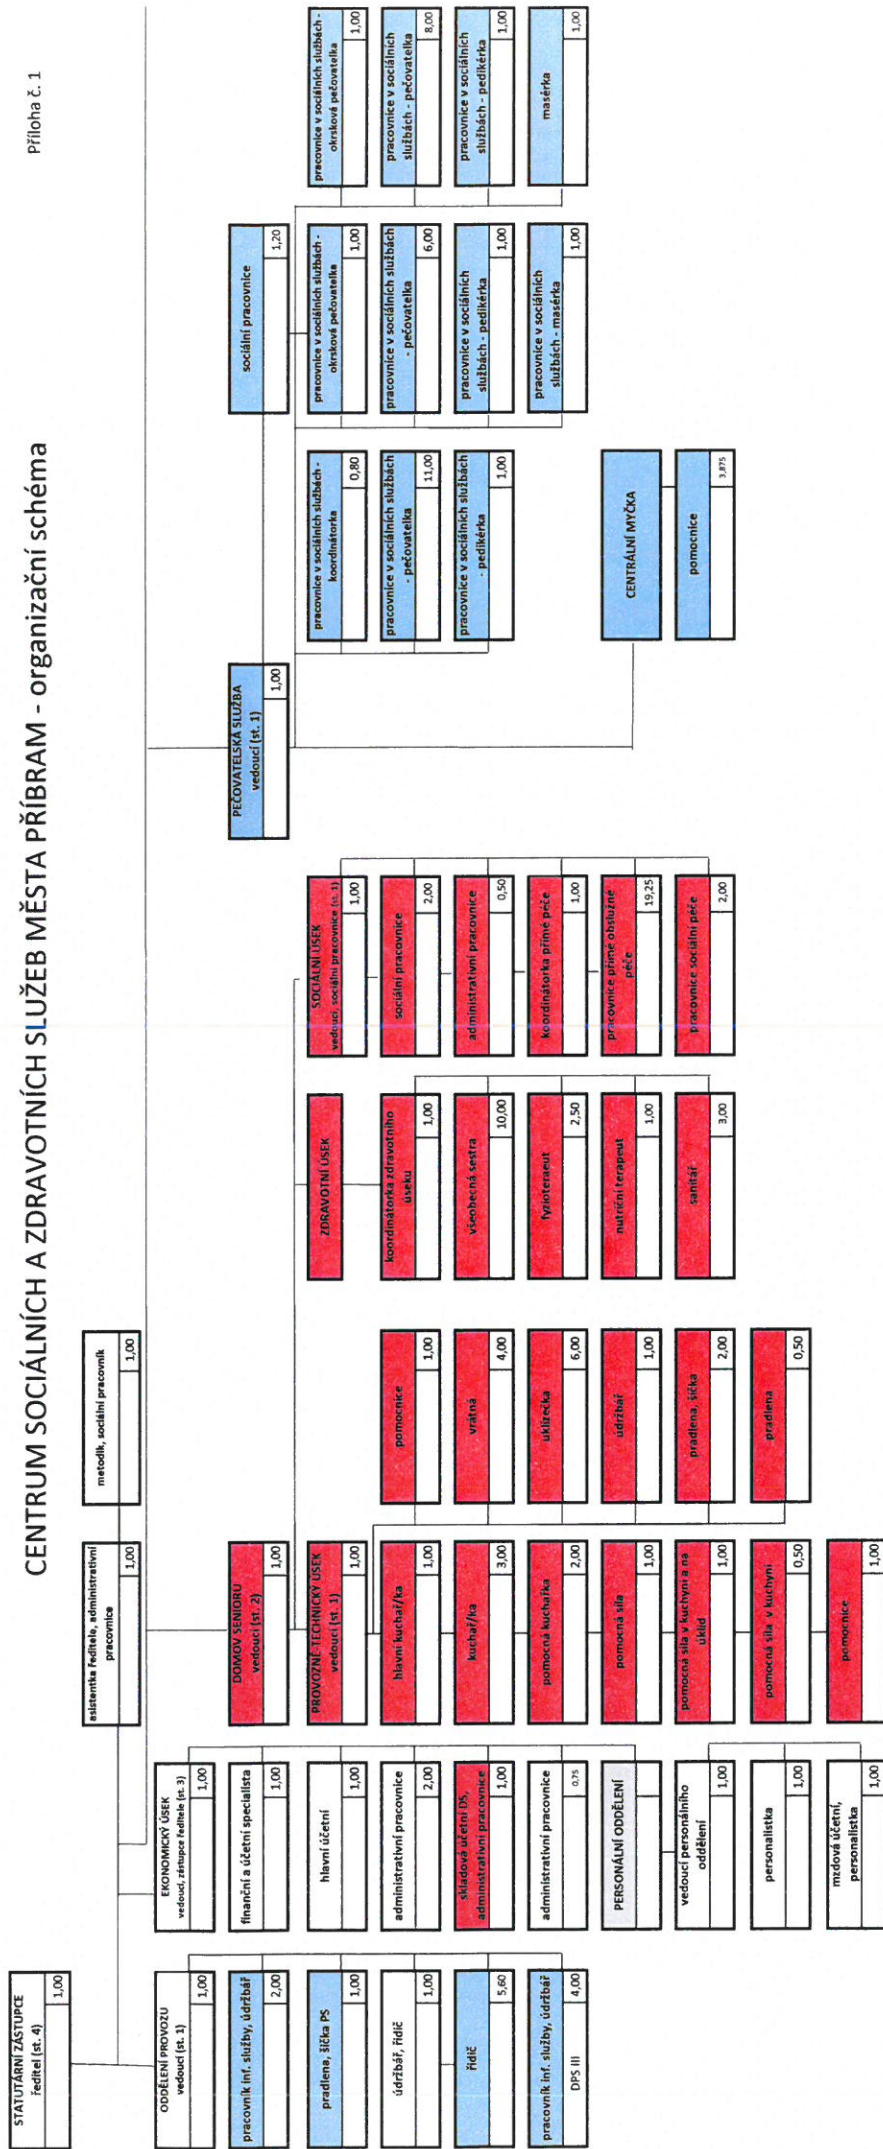 Příloha č. 1
CENTRUM SOCIÁLNÍCH A ZDRAVOTNÍCH SLUŽEB MĚSTA PŘÍBRAM - organizační schéma
STATUTÁRNÍ ZÁSTUPCE
ředitel (st. 4)
1,00
asistentka ředitele, administrativní
pracovnice
1,00
metodik, sociální pracovník
1,00
ODDĚLENÍ PROVOZU
vedoucí (st. 1)
1,00
pracovník inf. služby, údržbář
2,00
pradlena, šička PS
1,00
údržbář, řidič
1,00
řidič
5,60
pracovník inf. služby, údržbář
DPS III
4,00
EKONOMICKÝ ÚSEK
vedoucí, zástupce ředitele (st. 3)
1,00
finanční a účetní specialista
1,00
hlavní účetní
1,00
administrativní pracovnice
2,00
skladová účetní DS,
administrativní pracovnice
1,00
administrativní pracovnice
0,75
PERSONÁLNÍ ODDĚLENÍ
vedoucí personálního
oddělení
1,00
personalistka
1,00
mzdová účetní,
personalistka
1,00
DOMOV SENIORŮ
vedoucí (st. 2)
1,00
PROVOZNĚ-TECHNICKÝ ÚSEK
vedoucí (st. 1)
1,00
hlavní kuchař/ka
1,00
kuchař/ka
3,00
pomocná kuchařka
2,00
pomocná síla
1,00
pomocná síla v kuchyni a na
úklid
1,00
pomocná síla v kuchyni
0,50
pomocnice
1,00
pomocnice
1,00
vrátná
4,00
uklízečka
6,00
údržbář
1,00
pradlena, šička
2,00
pradlena
0,50
ZDRAVOTNÍ ÚSEK
koordinátorka zdravotního
úseku
1,00
všeobecná sestra
10,00
fyzioteraeut
2,50
nutriční terapeut
1,00
sanitář
3,00
SOCIÁLNÍ ÚSEK
vedoucí, sociální pracovnice (st. 1)
1,00
sociální pracovnice
2,00
administrativní pracovnice
0,50
koordinátorka přímé péče
1,00
pracovnice přímé obslužné
péče
19,25
pracovnice sociální péče
2,00
PEČOVATELSKÁ SLUŽBA
vedoucí (st. 1)
1,00
sociální pracovnice
1,20
pracovnice v sociálních službách -
koordinátorka
0,80
pracovnice v sociálních službách
- pečovatelka
11,00
pracovnice v sociálních službách
- pedikérka
1,00
CENTRÁLNÍ MYČKA
pomocnice
3,875
pracovnice v sociálních službách -
okrsková pečovatelka
1,00
pracovnice v sociálních službách
- pečovatelka
6,00
pracovnice v sociálních
službách - pedikérka
1,00
pracovnice v sociálních
službách - masérka
1,00
pracovnice v sociálních službách -
okrsková pečovatelka
1,00
pracovnice v sociálních
službách - pečovatelka
8,00
pracovnice v sociálních
službách - pedikérka
1,00
masérka
1,00